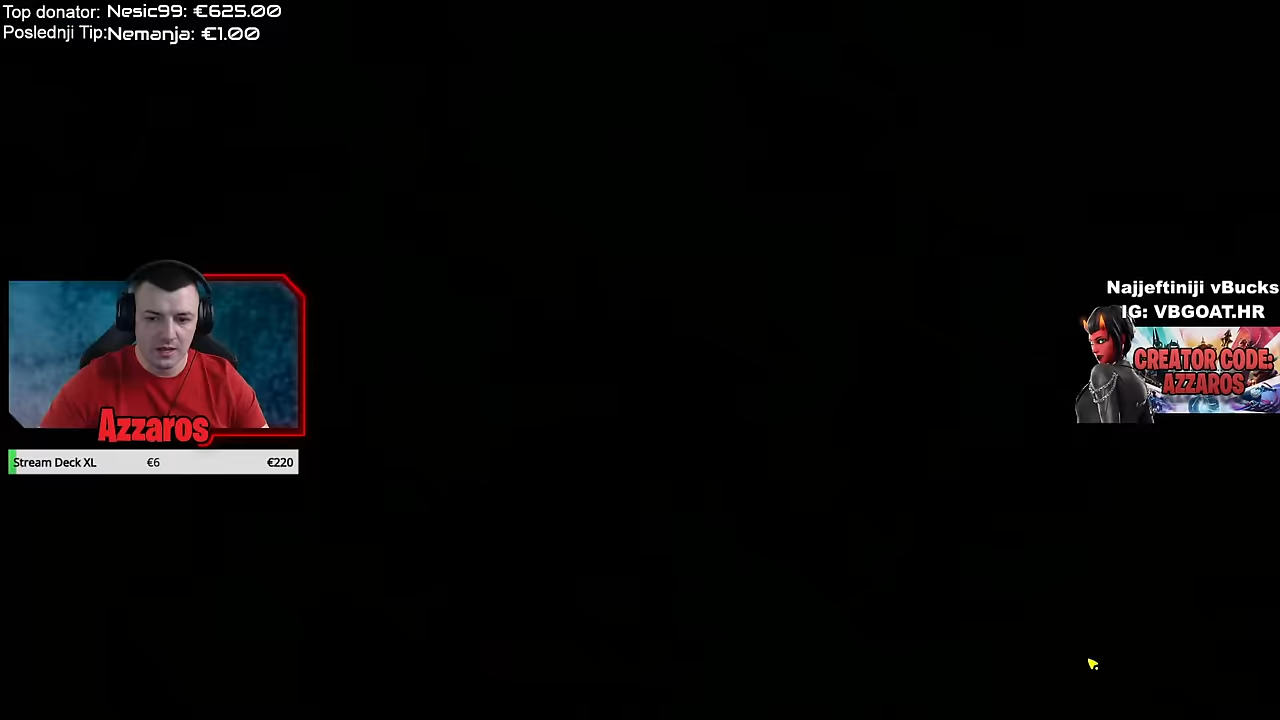 Top donator: Nesic99: €625.00
Poslednji Tip:Nemanja: €1.00
Najjeftiniji vBucks
IG: VBGOAT.HR
CREATOR CODE:
AZZAROS
Azzaros
Stream Deck XL €6 €220